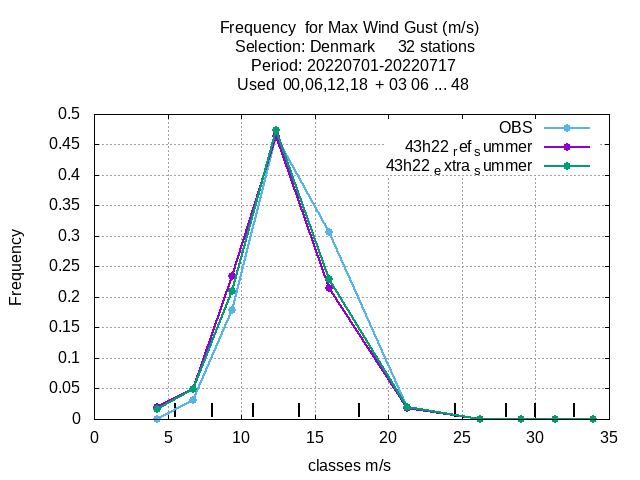 Frequency for Max Wind Gust (m/s)
Selection: Denmark 32 stations
Period: 20220701-20220717
Used 00,06,12,18 + 03 06 ... 48
OBS
43h22 ref summer
43h22 extra summer
Frequency
0.5
0.45
0.4
0.35
0.3
0.25
0.2
0.15
0.1
0.05
0
0 5 10 15 20 25 30 35
classes m/s